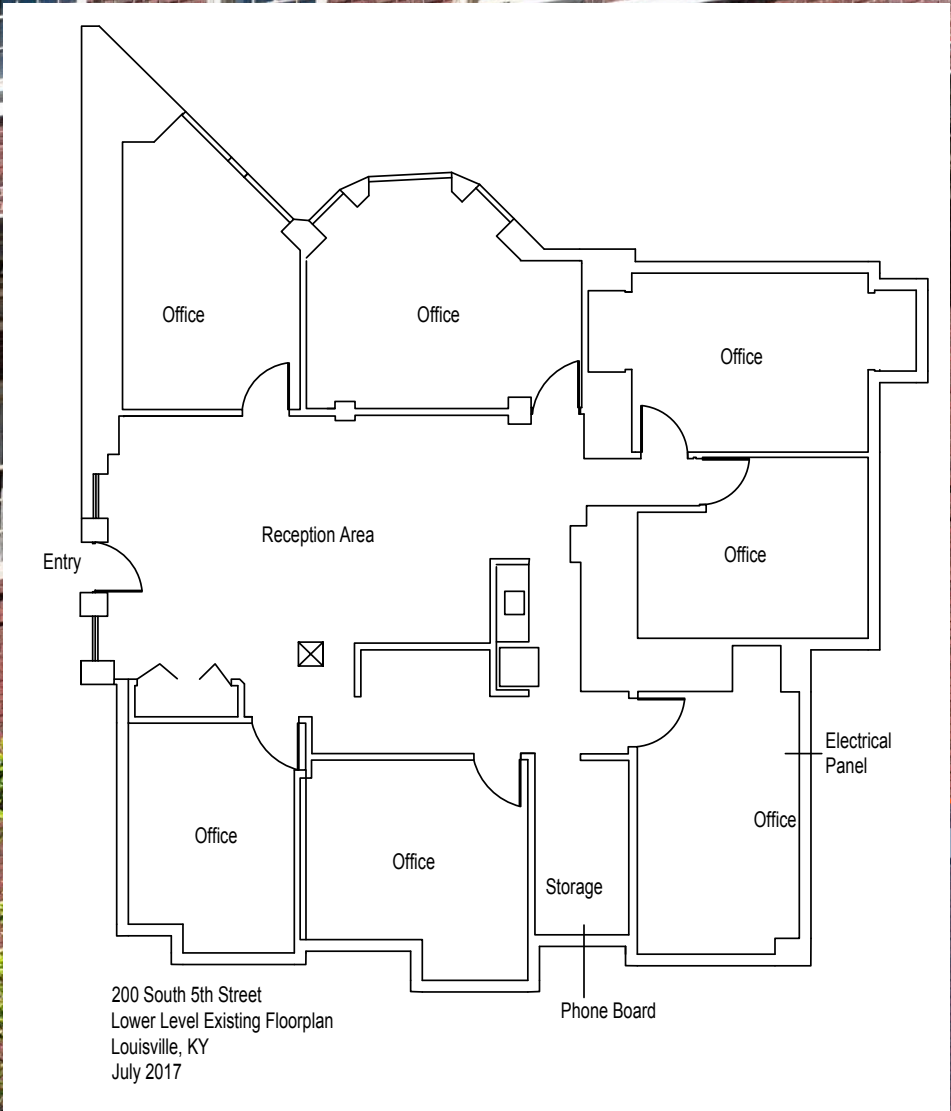 Office
Office
Office
Reception Area
Office
Entry
Electrical
Panel
Office
Office
Office
Storage
Phone Board
200 South 5th Street
Lower Level Existing Floorplan
Louisville, KY
July 2017